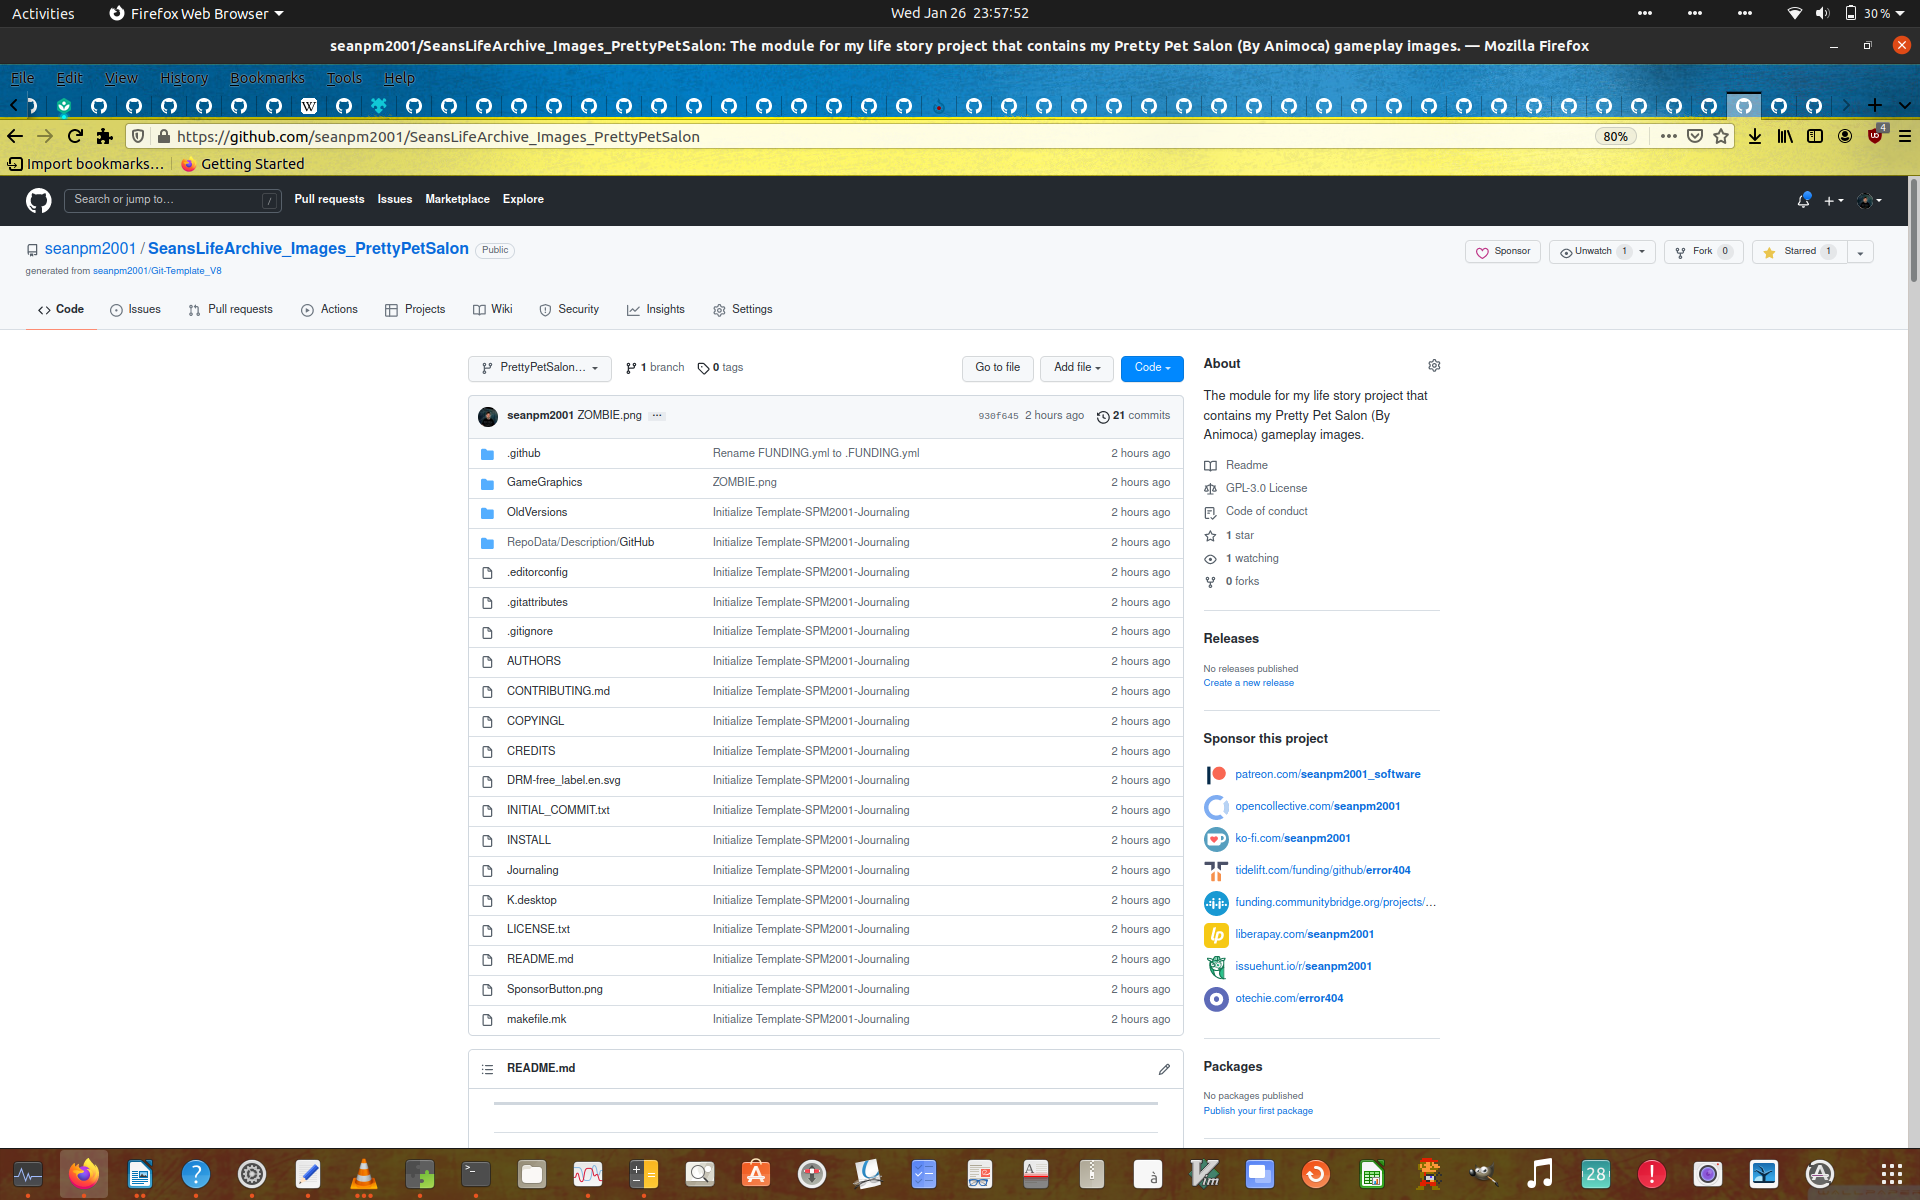 Activities Firefox Web Browser Wed Jan 26 23:57:52 30 %
seanpm2001/SeansLifeArchive_Images_PrettyPetSalon: The module for my life story project that contains my Pretty Pet Salon (By Animoca) gameplay images. — Mozilla Firefox
File Edit View History Bookmarks Tools Help
W
https://github.com/seanpm2001/SeansLifeArchive_Images_PrettyPetSalon 80% 4
Import bookmarks… Getting Started
Search or jump to… / Pull requests Issues Marketplace Explore
seanpm2001 / SeansLifeArchive_Images_PrettyPetSalon Public Sponsor Unwatch 1 Fork 0 Starred 1
generated from seanpm2001/Git-Template_V8
Code Issues Pull requests Actions Projects Wiki Security Insights Settings
PrettyPetSalon… 1 branch 0 tags Go to file Add file Code
seanpm2001 ZOMBIE.png ... 930f645 2 hours ago 21 commits
.github Rename FUNDING.yml to .FUNDING.yml 2 hours ago
GameGraphics ZOMBIE.png 2 hours ago
OldVersions Initialize Template-SPM2001-Journaling 2 hours ago
RepoData/Description/GitHub Initialize Template-SPM2001-Journaling 2 hours ago
.editorconfig Initialize Template-SPM2001-Journaling 2 hours ago
.gitattributes Initialize Template-SPM2001-Journaling 2 hours ago
.gitignore Initialize Template-SPM2001-Journaling 2 hours ago
AUTHORS Initialize Template-SPM2001-Journaling 2 hours ago
CONTRIBUTING.md Initialize Template-SPM2001-Journaling 2 hours ago
COPYINGL Initialize Template-SPM2001-Journaling 2 hours ago
CREDITS Initialize Template-SPM2001-Journaling 2 hours ago
DRM-free_label.en.svg Initialize Template-SPM2001-Journaling 2 hours ago
INITIAL_COMMIT.txt Initialize Template-SPM2001-Journaling 2 hours ago
INSTALL Initialize Template-SPM2001-Journaling 2 hours ago
Journaling Initialize Template-SPM2001-Journaling 2 hours ago
K.desktop Initialize Template-SPM2001-Journaling 2 hours ago
LICENSE.txt Initialize Template-SPM2001-Journaling 2 hours ago
README.md Initialize Template-SPM2001-Journaling 2 hours ago
SponsorButton.png Initialize Template-SPM2001-Journaling 2 hours ago
makefile.mk Initialize Template-SPM2001-Journaling 2 hours ago
README.md
About
The module for my life story project that
contains my Pretty Pet Salon (By
Animoca) gameplay images.
Readme
GPL-3.0 License
Code of conduct
1 star
1 watching
0 forks
Releases
No releases published
Create a new release
Sponsor this project
patreon.com/seanpm2001_software
opencollective.com/seanpm2001
ko-fi.com/seanpm2001
tidelift.com/funding/github/error404
funding.communitybridge.org/projects/…
lp liberapay.com/seanpm2001
issuehunt.io/r/seanpm2001
otechie.com/error404
Packages
No packages published
Publish your first package
28